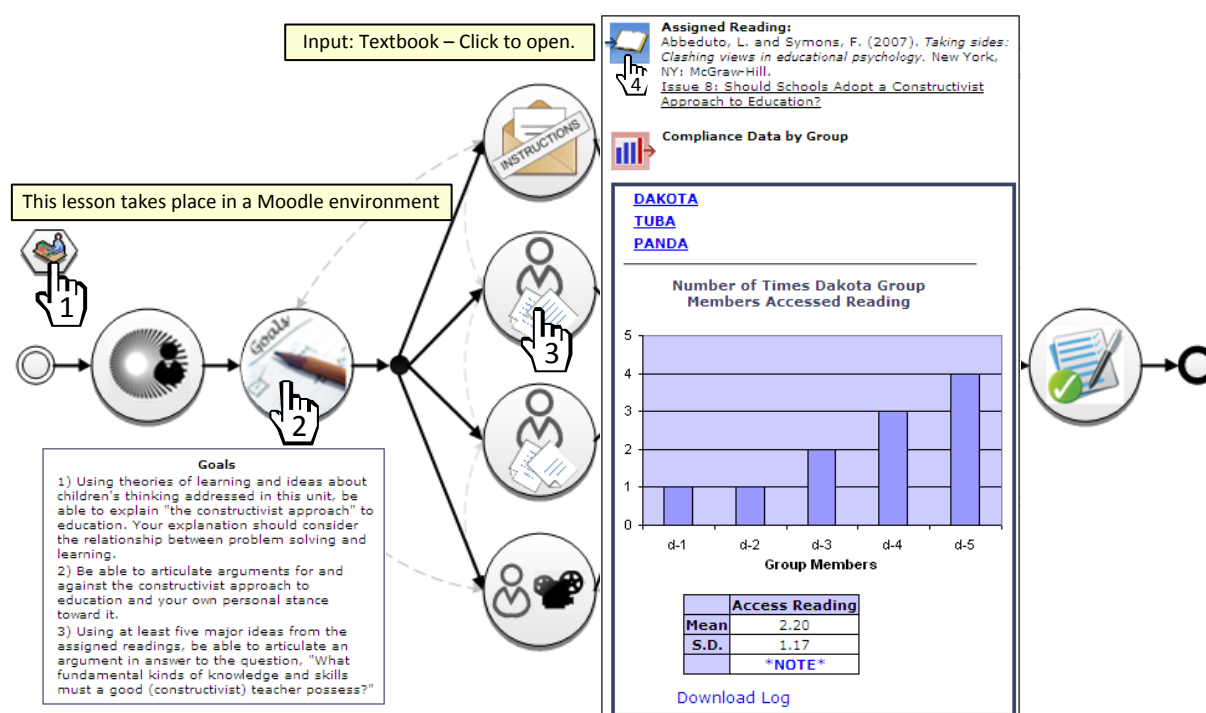 Input: Textbook – Click to open.
Assigned Reading:
Abbeduto, L. and Symons, F. (2007). Taking sides:
Clashing views in educational psychology. New York,
NY: McGraw-Hill.
Issue 8: Should Schools Adopt a Constructivist
Approach to Education?
4
Compliance Data by Group
INSTRUCTIONS
This lesson takes place in a Moodle environment
1
Goals
2
3
DAKOTA
TUBA
PANDA
Number of Times Dakota Group
Members Accessed Reading
5
4
3
2
1
0
d-1 d-2 d-3 d-4 d-5
Group Members
Access Reading
Mean 2.20
S.D. 1.17
*NOTE*
Download Log
Goals
1) Using theories of learning and ideas about
children's thinking addressed in this unit, be
able to explain "the constructivist approach" to
education. Your explanation should consider
the relationship between problem solving and
learning.
2) Be able to articulate arguments for and
against the constructivist approach to
education and your own personal stance
toward it.
3) Using at least five major ideas from the
assigned readings, be able to articulate an
argument in answer to the question, "What
fundamental kinds of knowledge and skills
must a good (constructivist) teacher possess?"